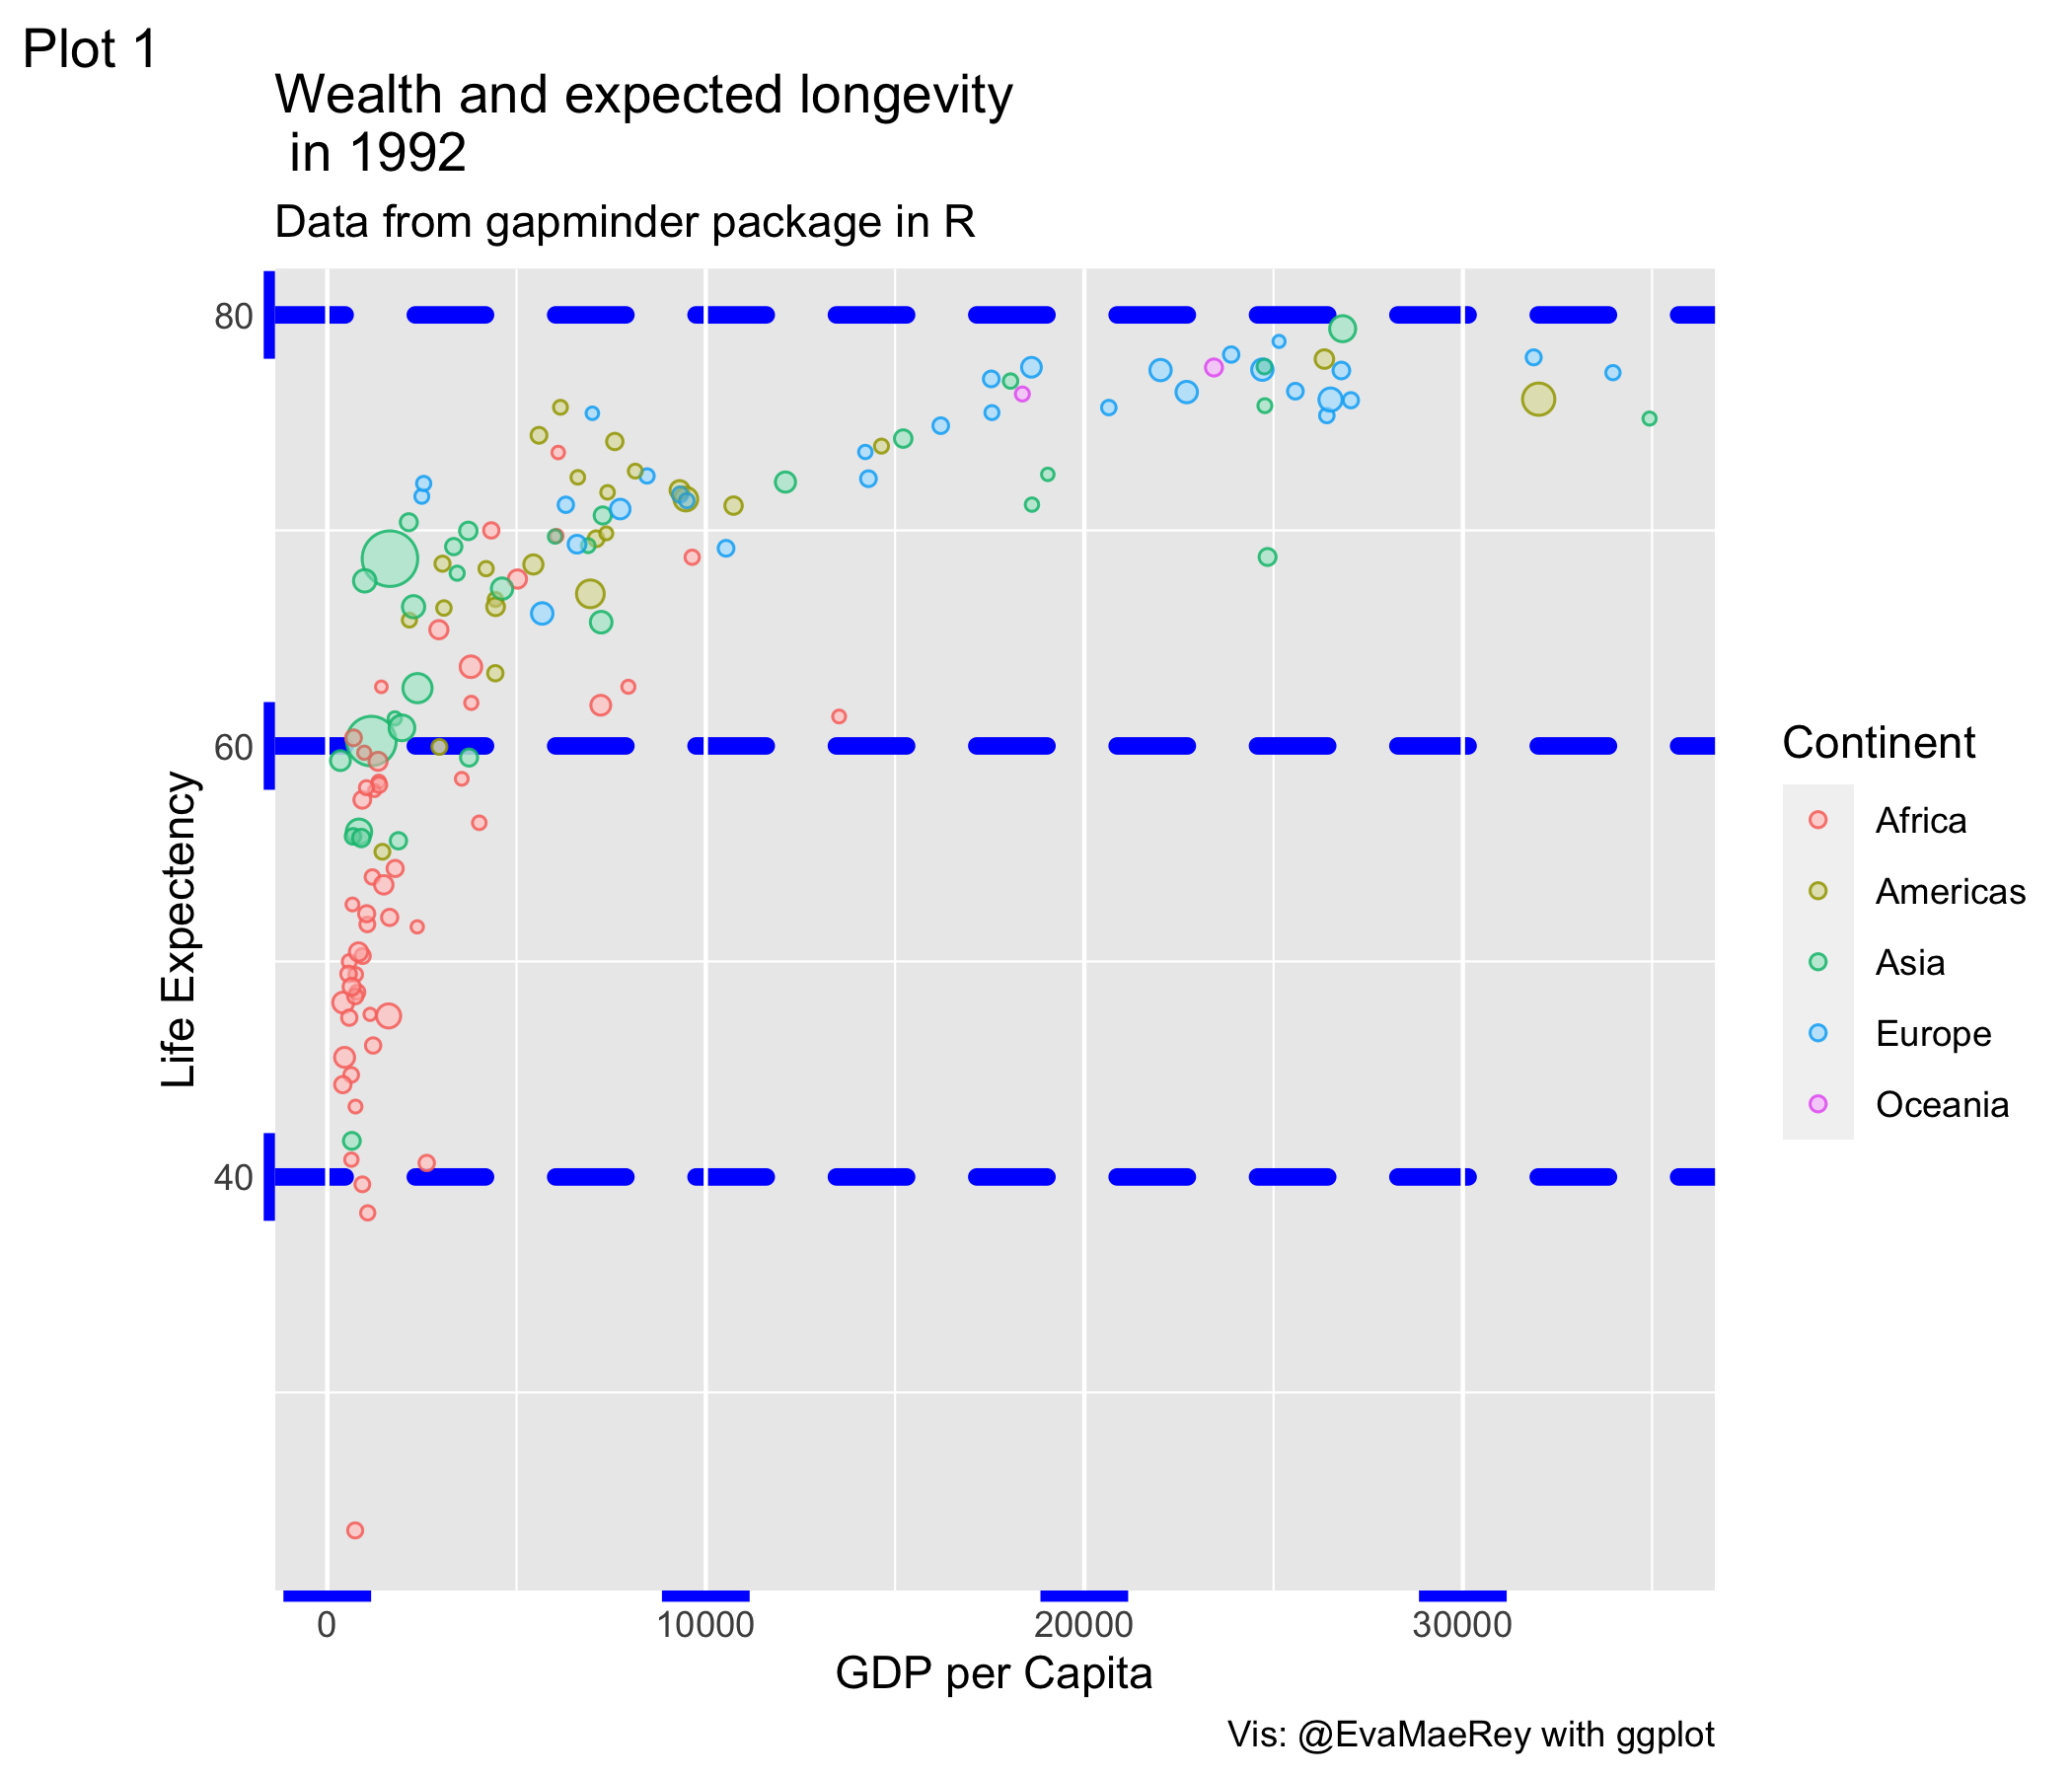 Plot 1
Wealth and expected longevity
in 1992
Data from gapminder package in R
80
60
40
Life Expectency
0 10000 20000 30000
GDP per Capita
Continent
Africa
Americas
Asia
Europe
Oceania
Vis: @EvaMaeRey with ggplot